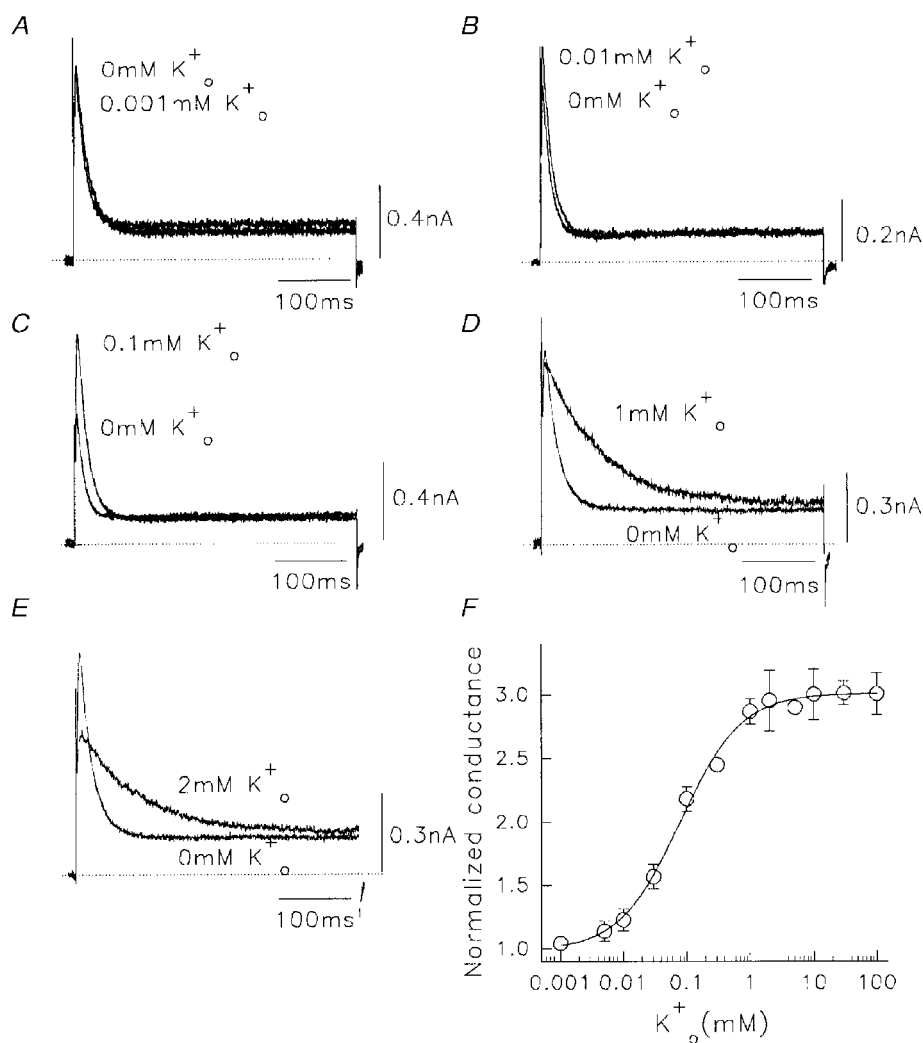 A
0mM K+o
0.001mM K+o
0.4nA
100ms
B
0.01mM K+o
0mM K+o
0.2nA
100ms
C
0.1mM K+o
0mM K+o
0.4nA
100ms
D
1mM K+o
0mM K+o
0.3nA
100ms
E
2mM K+o
0mM K+o
0.3nA
100ms
F
Normalized conductance
3.0
2.5
2.0
1.5
1.0
0.001 0.01 0.1 1 10 100
K+o(mM)